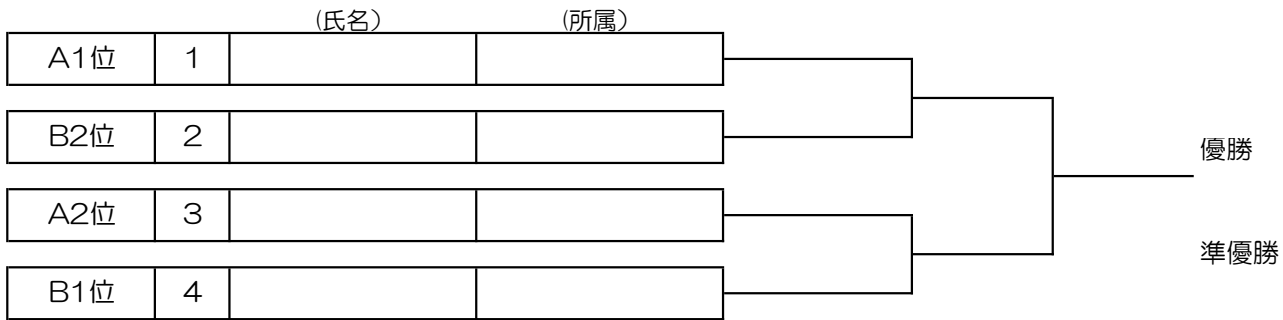 (氏名） (所属）
A1位 1
B2位 2
優勝
A2位 3
準優勝
B1位 4